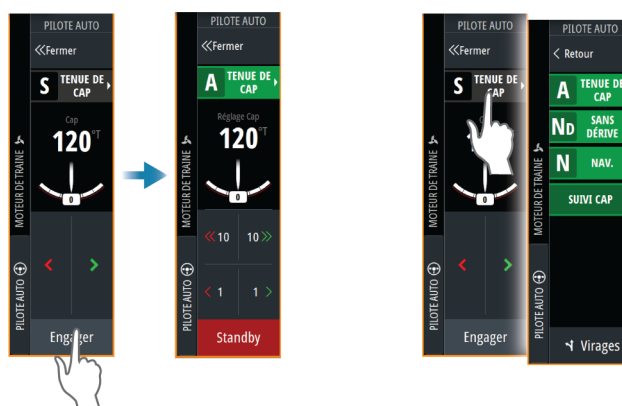 PILOTE AUTO
«Fermer
S TENUE DE
CAP
Cap
120°T
0
MOTEUR DE TRAINE
PILOTE AUTO
Engager
PILOTE AUTO
«Fermer
A TENUE DE
CAP
Réglage Cap
120°T
0
«10 10»
< 1 1 >
MOTEUR DE TRAINE
PILOTE AUTO
Standby
PILOTE AUTO
«Fermer
S TENUE DE
CAP
0
MOTEUR DE TRAINE
PILOTE AUTO
Engager
PILOTE AUTO
< Retour
A TENUE DE
CAP
ND SANS
DÉRIVE
N NAV.
SUIVI CAP
MOTEUR DE TRAINE
PILOTE AUTO
Virages